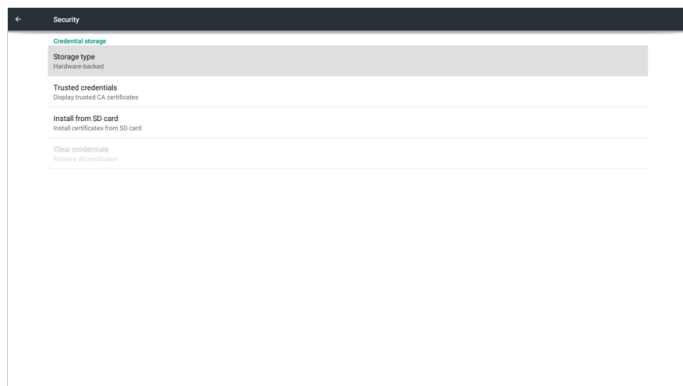 Security
Credential storage
Storage type
Hardware-backed
Trusted credentials
Display trusted CA certificates
Install from SD card
Install certificates from SD card
Clear credentials
Remove all certificates